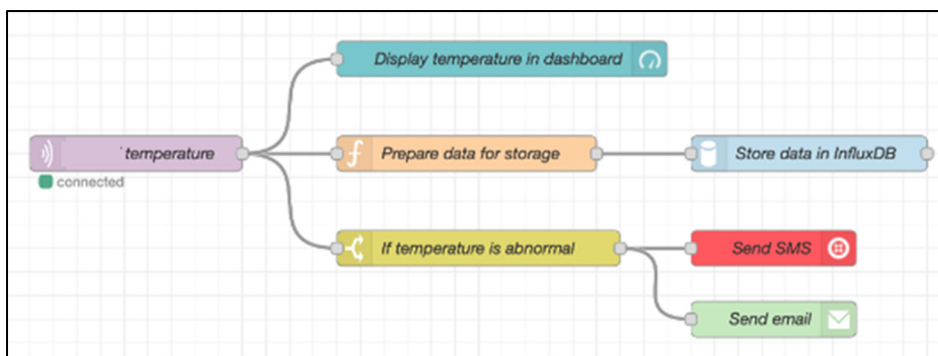 Display temperature in dashboard
temperature
connected
Prepare data for storage
Store data in InfluxDB
If temperature is abnormal
Send SMS
Send email